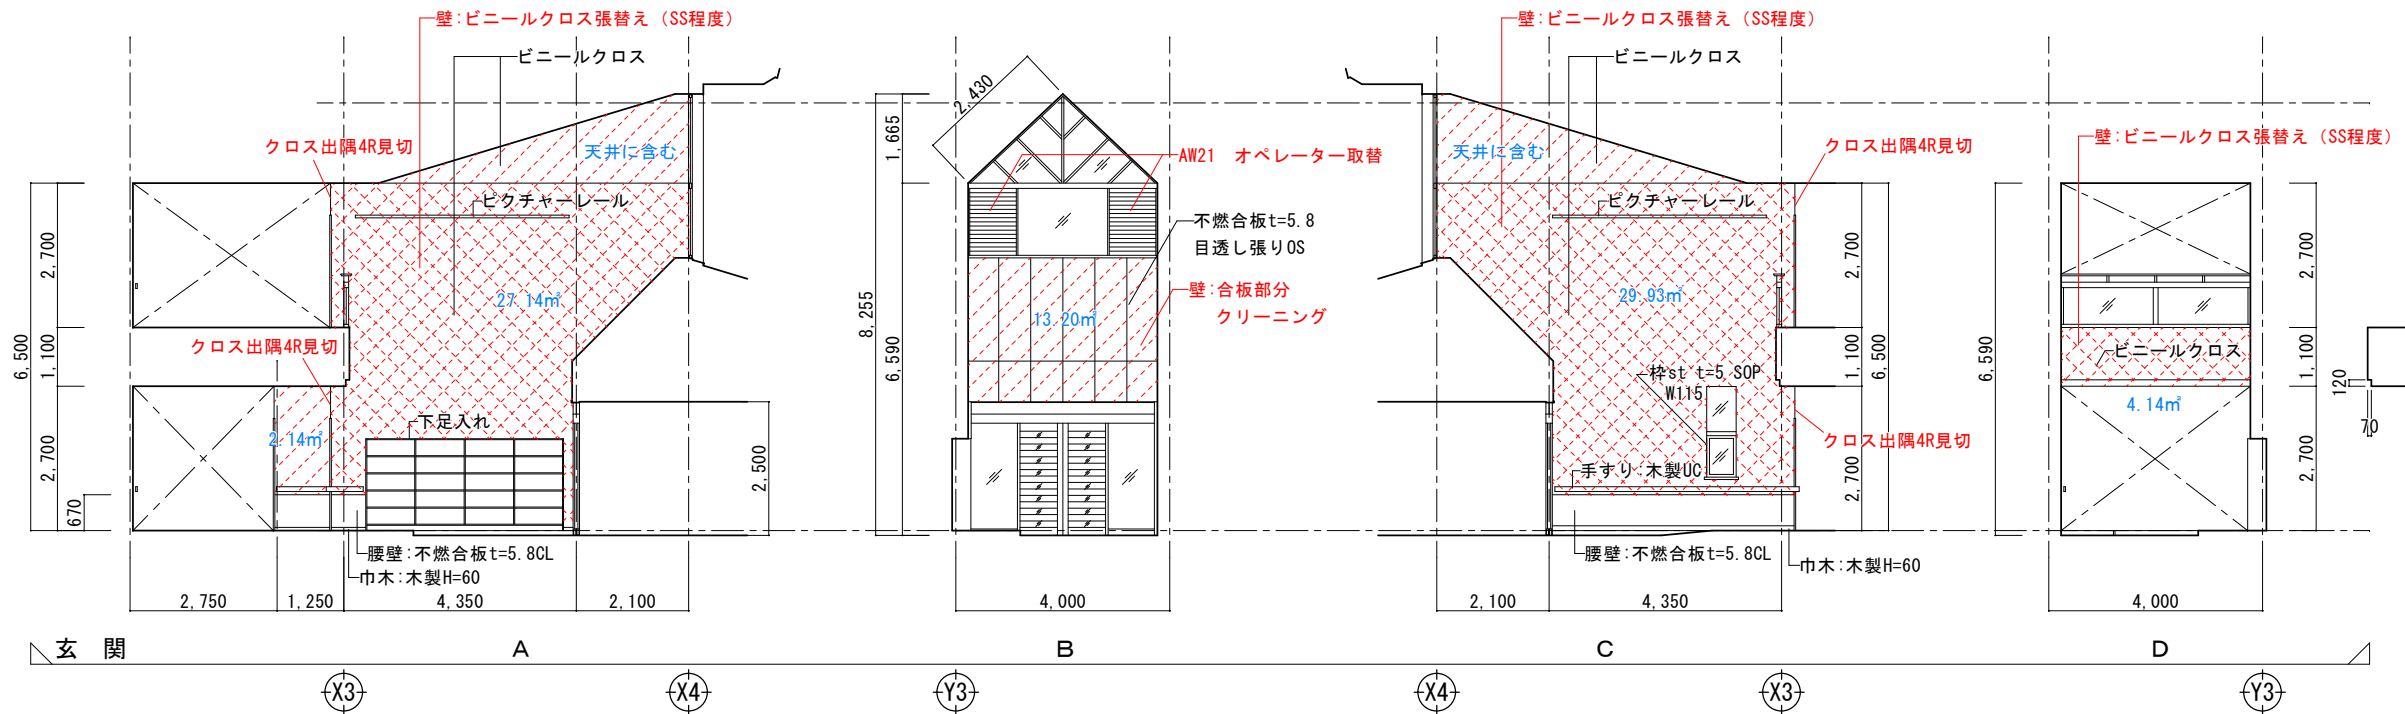 壁:ビニールクロス張替え（SS程度）
ビニールクロス
クロス出隅4R見切
天井に含む
ピクチャーレール
27.14㎡
クロス出隅4R見切
2.14㎡
下足入れ
腰壁:不燃合板t=5.8CL
巾木:木製H=60
6,500
2,700
1,100
2,700
670
2,500
2,750
1,250
4,350
2,100
2,430
1,665
8,255
6,590
AW21 オペレーター取替
不燃合板t=5.8
目透し張りOS
壁:合板部分
クリーニング
13.20㎡
4,000
壁:ビニールクロス張替え（SS程度）
ビニールクロス
クロス出隅4R見切
天井に含む
ピクチャーレール
29.93㎡
枠st t=5 SOP
W115
クロス出隅4R見切
手すり:木製UC
腰壁:不燃合板t=5.8CL
巾木:木製H=60
2,700
1,100
6,500
2,700
2,100
4,350
壁:ビニールクロス張替え（SS程度）
ビニールクロス
4.14㎡
6,590
2,700
1,100
2,700
120
70
4,000
玄 関
A
B
C
D
X3
X4
Y3
X4
X3
Y3